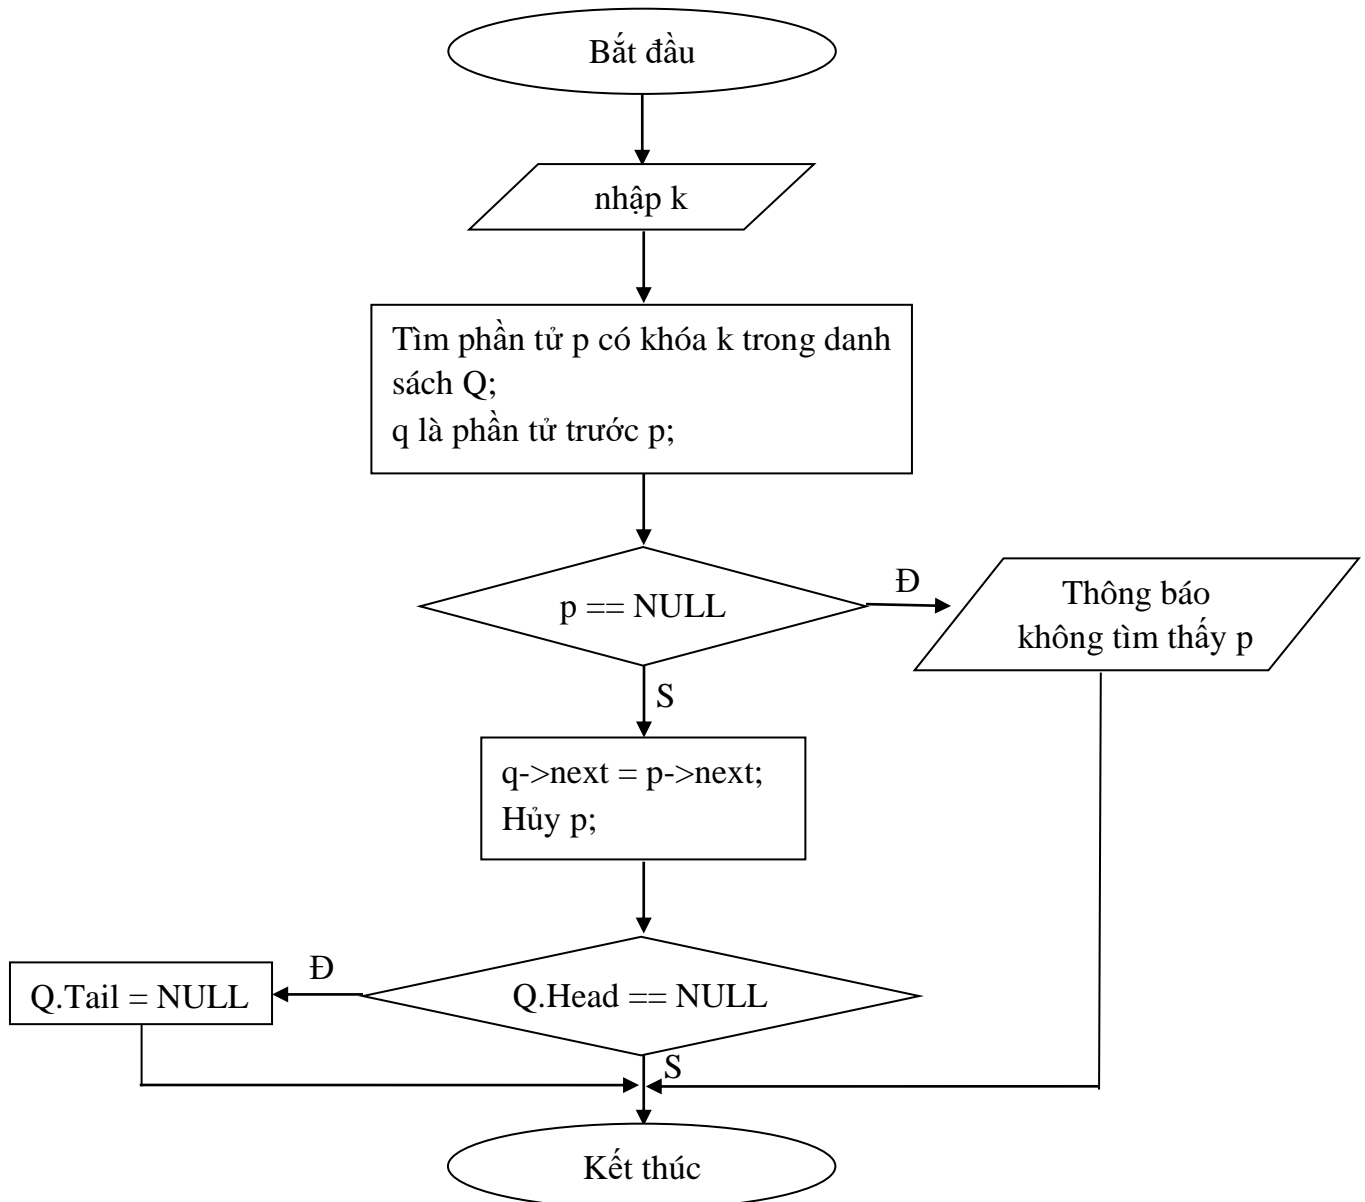 Bắt đầu
nhập k
Tìm phần tử p có khóa k trong danh
sách Q;
q là phần tử trước p;
p == NULL
Đ
Thông báo
không tìm thấy p
S
q->next = p->next;
Hủy p;
Q.Head == NULL
Đ
Q.Tail = NULL
S
Kết thúc